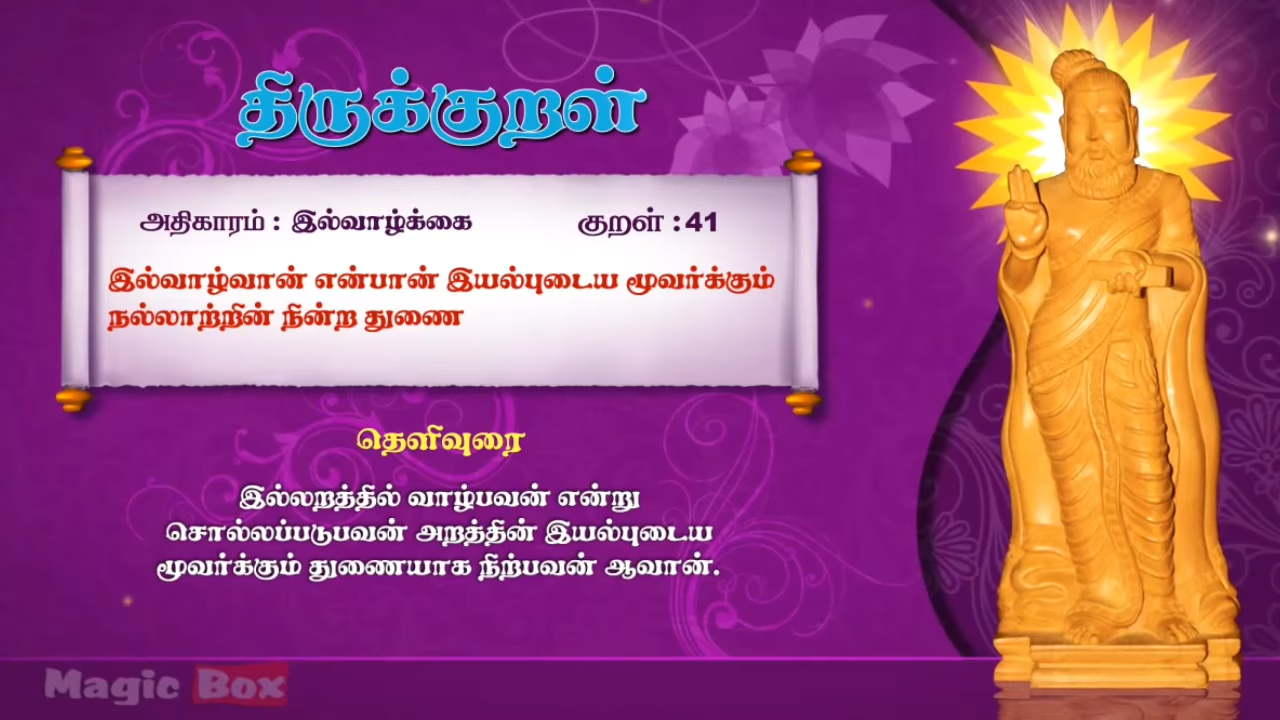 திருக்குறள்
அதிகாரம் : இல்வாழ்க்கை குறள் :41
இல்வாழ்வான் என்பான் இயல்புடைய மூவர்க்கும்
நல்லாற்றின் நின்ற துணை
தெளிவுரை
இல்லறத்தில் வாழ்பவன் என்று
சொல்லப்படுபவன் அறத்தின் இயல்புடைய
மூவர்க்கும் துணையாக நிற்பவன் ஆவான்.
Magic Box